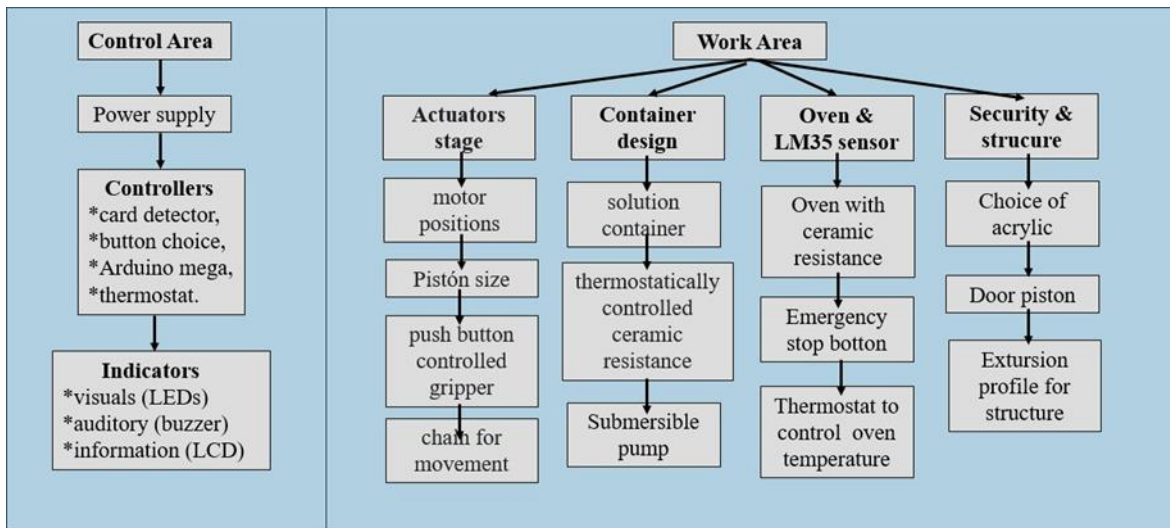 Control Area
Power supply
Controllers
*card detector,
*button choice,
*Arduino mega,
*thermostat.
Indicators
*visuals (LEDs)
*auditory (buzzer)
*information (LCD)
Work Area
Actuators
stage
motor
positions
Pistón size
push button
controlled
gripper
chain for
movement
Container
design
solution
container
thermostatically
controlled
ceramic
resistance
Submersible
pump
Oven &
LM35 sensor
Oven with
ceramic
resistance
Emergency
stop botton
Thermostat to
control oven
temperature
Security &
strucure
Choice of
acrylic
Door piston
Extursion
profile for
structure